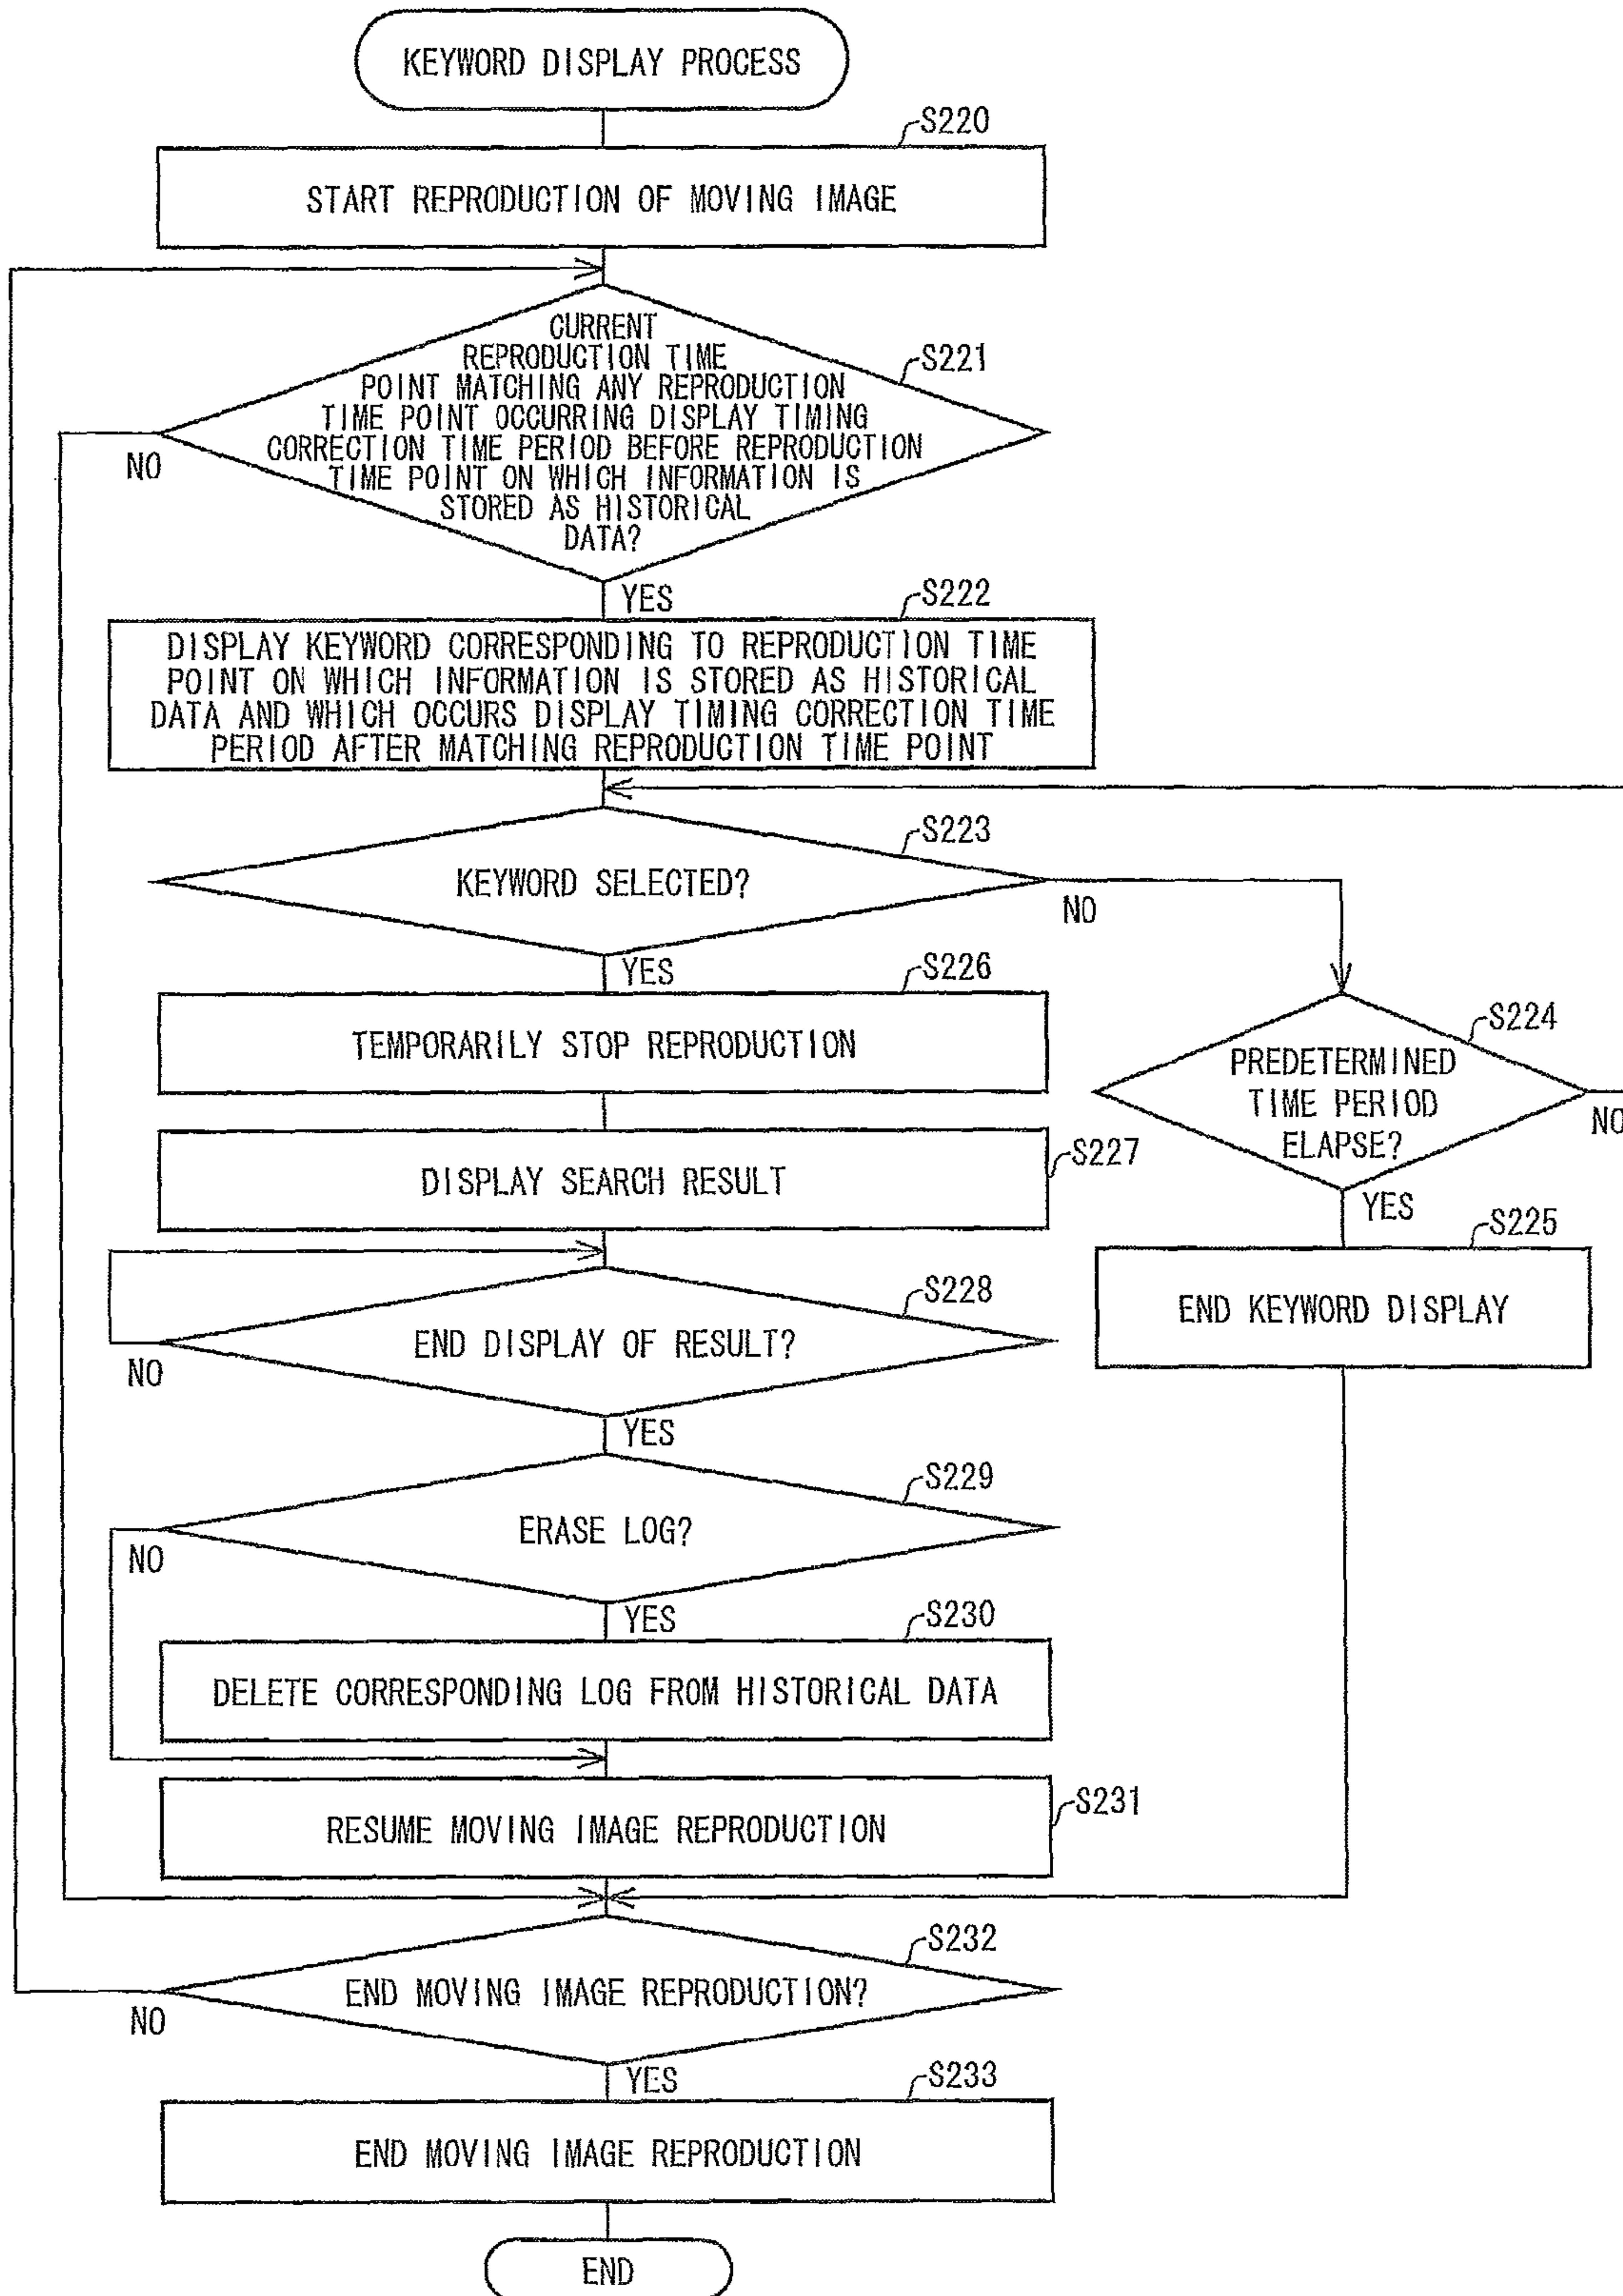 KEYWORD DISPLAY PROCESS
S220
START REPRODUCTION OF MOVING IMAGE
CURRENT
REPRODUCTION TIME
POINT MATCHING ANY REPRODUCTION
TIME POINT OCCURRING DISPLAY TIMING
CORRECTION TIME PERIOD BEFORE REPRODUCTION
TIME POINT ON WHICH INFORMATION IS
STORED AS HISTORICAL
DATA?
S221
NO
YES
S222
DISPLAY KEYWORD CORRESPONDING TO REPRODUCTION TIME
POINT ON WHICH INFORMATION IS STORED AS HISTORICAL
DATA AND WHICH OCCURS DISPLAY TIMING CORRECTION TIME
PERIOD AFTER MATCHING REPRODUCTION TIME POINT
S223
KEYWORD SELECTED?
NO
YES
S226
TEMPORARILY STOP REPRODUCTION
S224
PREDETERMINED
TIME PERIOD
ELAPSE?
NO
YES
S227
DISPLAY SEARCH RESULT
S225
END KEYWORD DISPLAY
S228
END DISPLAY OF RESULT?
NO
YES
S229
ERASE LOG?
NO
YES
S230
DELETE CORRESPONDING LOG FROM HISTORICAL DATA
S231
RESUME MOVING IMAGE REPRODUCTION
S232
END MOVING IMAGE REPRODUCTION?
NO
YES
S233
END MOVING IMAGE REPRODUCTION
END